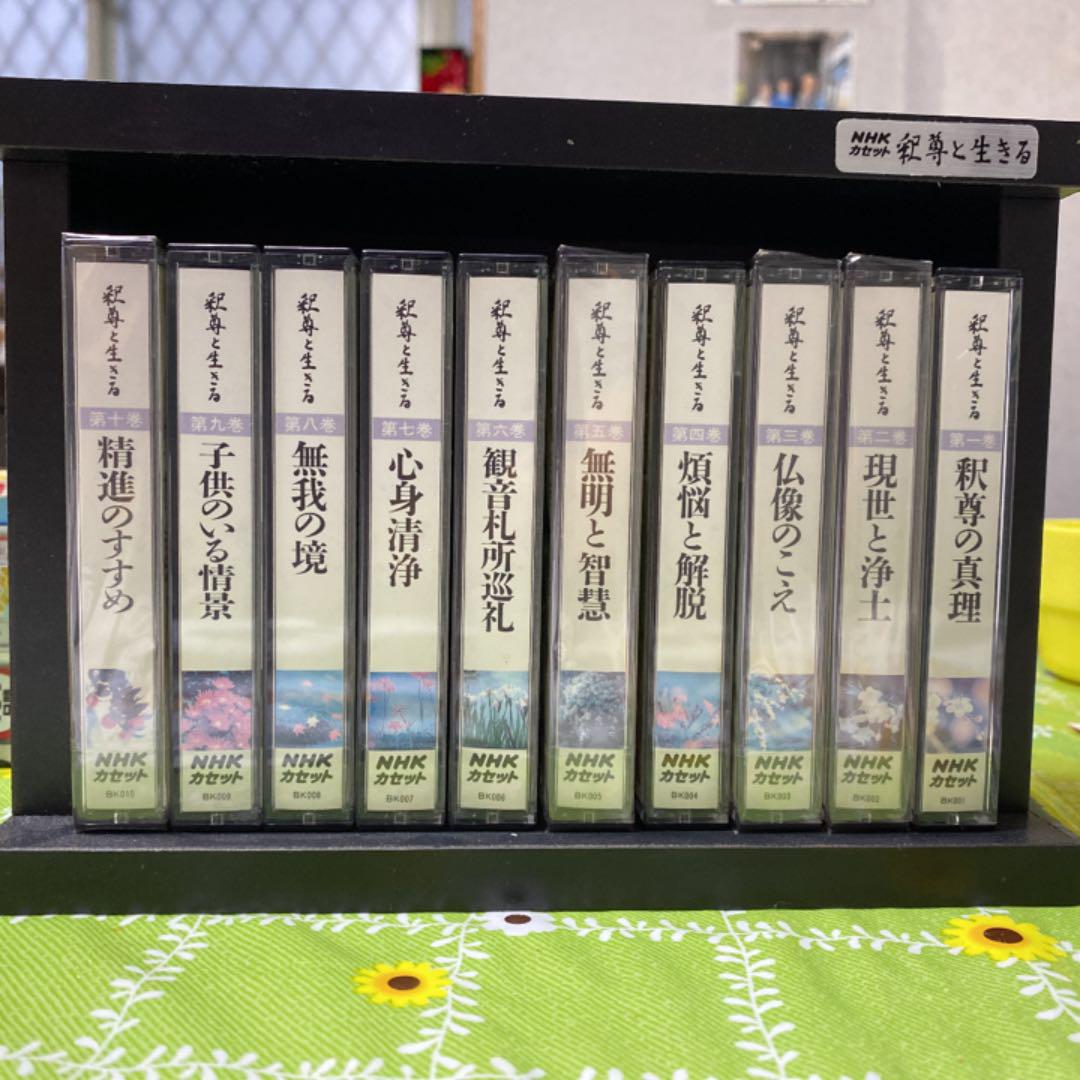 NHK
カセット
釈尊と生きる
釈尊と生きる
第十巻
精進のすすめ
NHK
カセット
BK010
釈尊と生きる
第九巻
子供のいる情景
NHK
カセット
BK009
釈尊と生きる
第八巻
無我の境
NHK
カセット
BK008
釈尊と生きる
第七巻
心身清浄
NHK
カセット
BK007
釈尊と生きる
第六巻
観音札所巡礼
NHK
カセット
BK006
釈尊と生きる
第五巻
無明と智慧
NHK
カセット
BK005
釈尊と生きる
第四巻
煩悩と解脱
NHK
カセット
BK004
釈尊と生きる
第三巻
仏像のこえ
NHK
カセット
BK003
釈尊と生きる
第二巻
現世と浄土
NHK
カセット
BK002
釈尊と生きる
第一巻
釈尊の真理
NHK
カセット
BK001